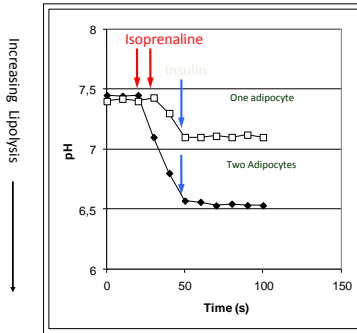 Increasing Lipolysis
8
7,5
7
6,5
6
pH
Isoprenaline
Insulin
One adipocyte
Two Adipocytes
0
50
100
150
Time (s)